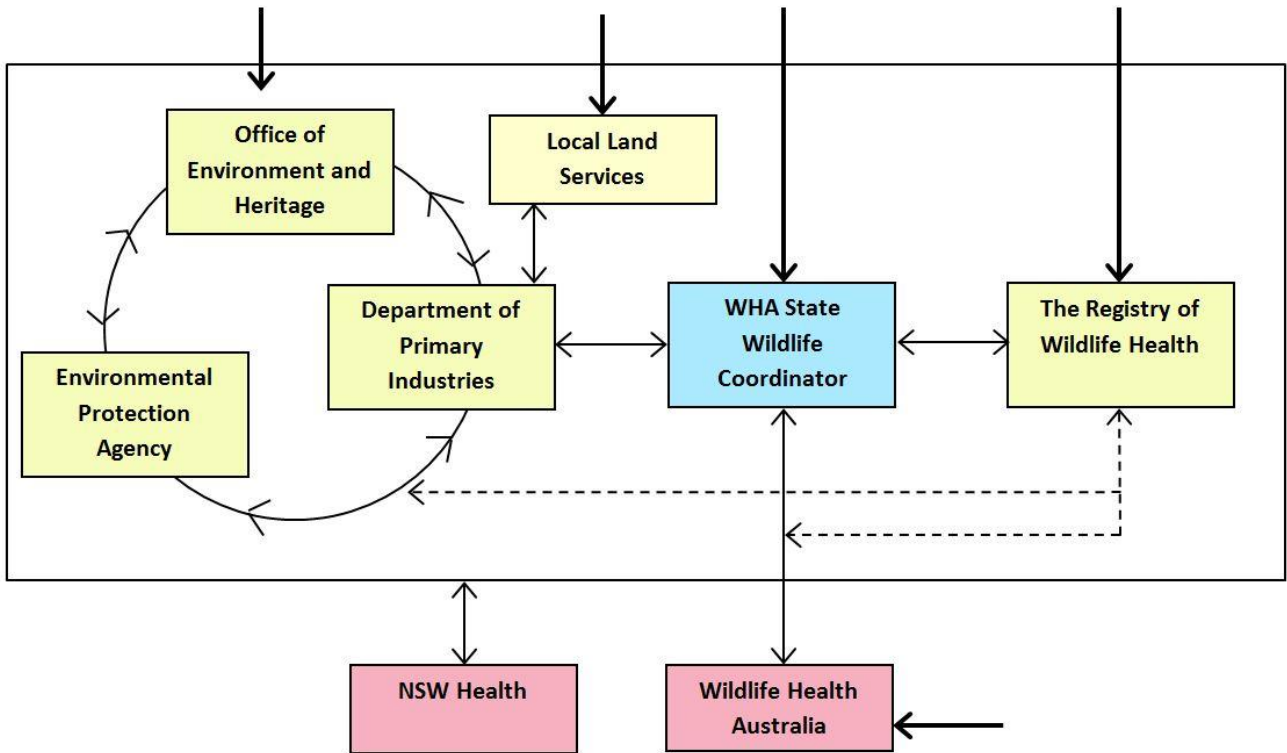 Office of
Environment and
Heritage
Local Land
Services
Department of
Primary
Industries
WHA State
Wildlife
Coordinator
The Registry of
Wildlife Health
Environmental
Protection
Agency
NSW Health
Wildlife Health
Australia